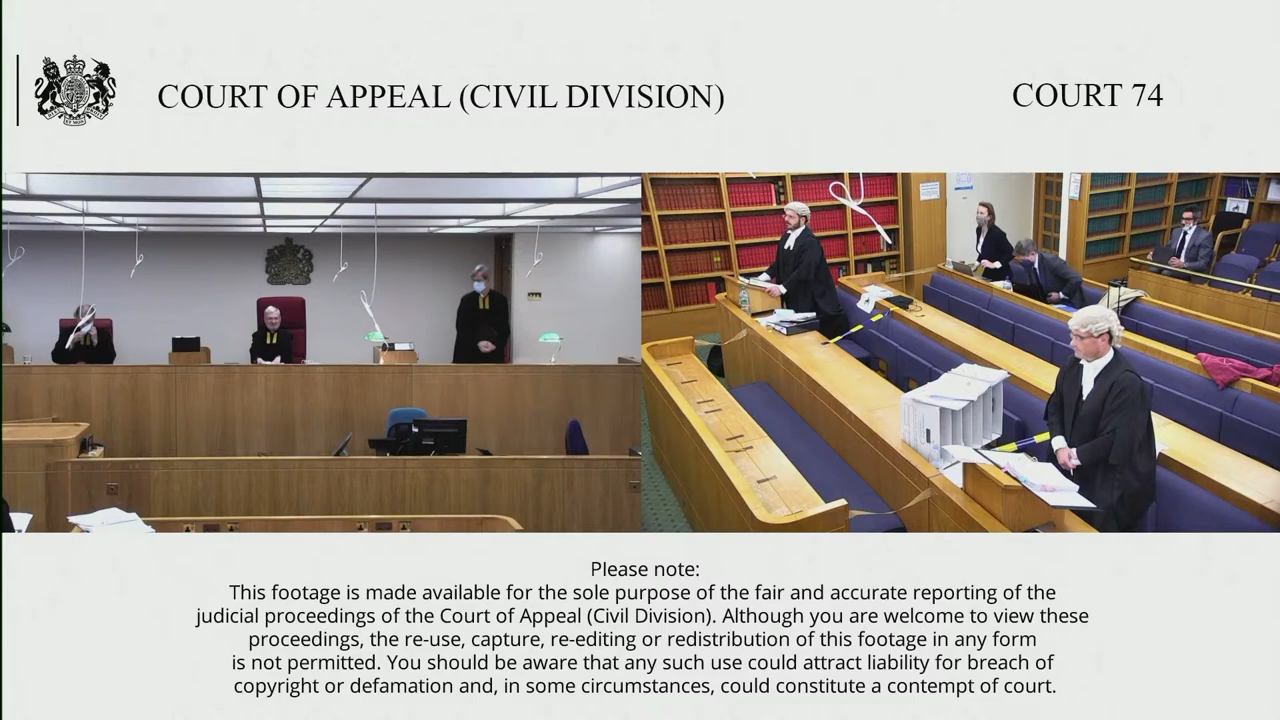 COURT OF APPEAL (CIVIL DIVISION)
COURT 74
Please note:
This footage is made available for the sole purpose of the fair and accurate reporting of the
judicial proceedings of the Court of Appeal (Civil Division). Although you are welcome to view these
proceedings, the re-use, capture, re-editing or redistribution of this footage in any form
is not permitted. You should be aware that any such use could attract liability for breach of
copyright or defamation and, in some circumstances, could constitute a contempt of court.